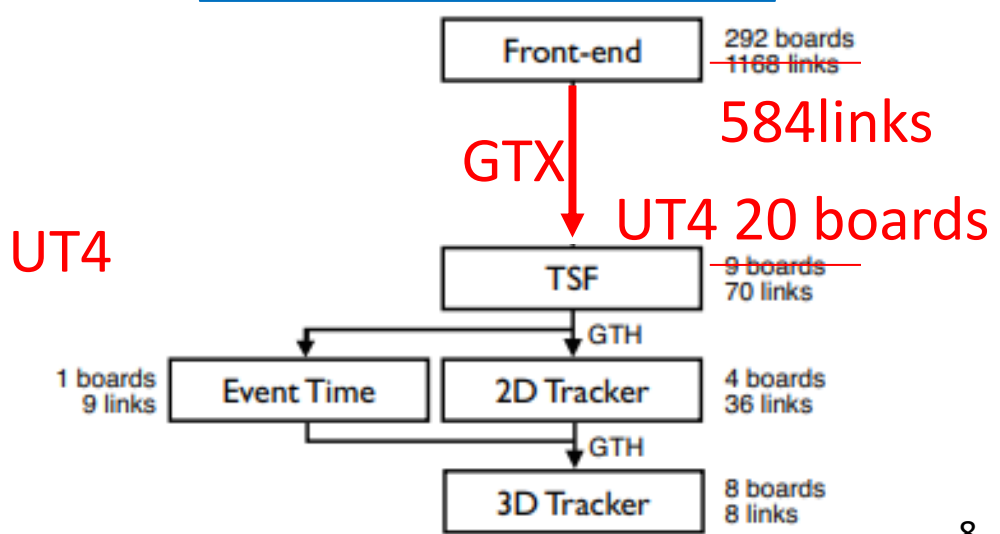 Front-end
292 boards
1168 links
584links
GTX
UT4 20 boards
UT4
TSF
9 boards
70 links
GTH
1 boards
9 links
Event Time
2D Tracker
4 boards
36 links
GTH
3D Tracker
8 boards
8 links
8